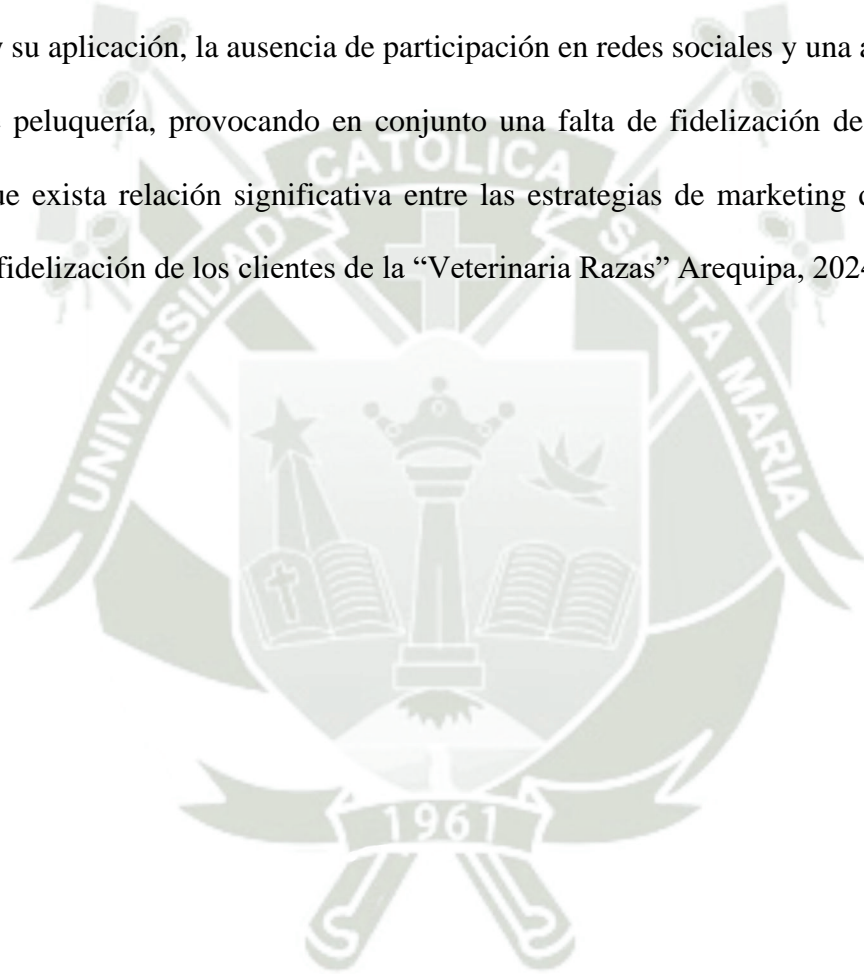 y su aplicación, la ausencia de participación en redes sociales y una a
peluquería, provocando en conjunto una falta de fidelización de
ue exista relación significativa entre las estrategias de marketing
fidelización de los clientes de la “Veterinaria Razas” Arequipa, 2024
UNIVERSIDAD CATÓLICA SANTA MARIA
1961